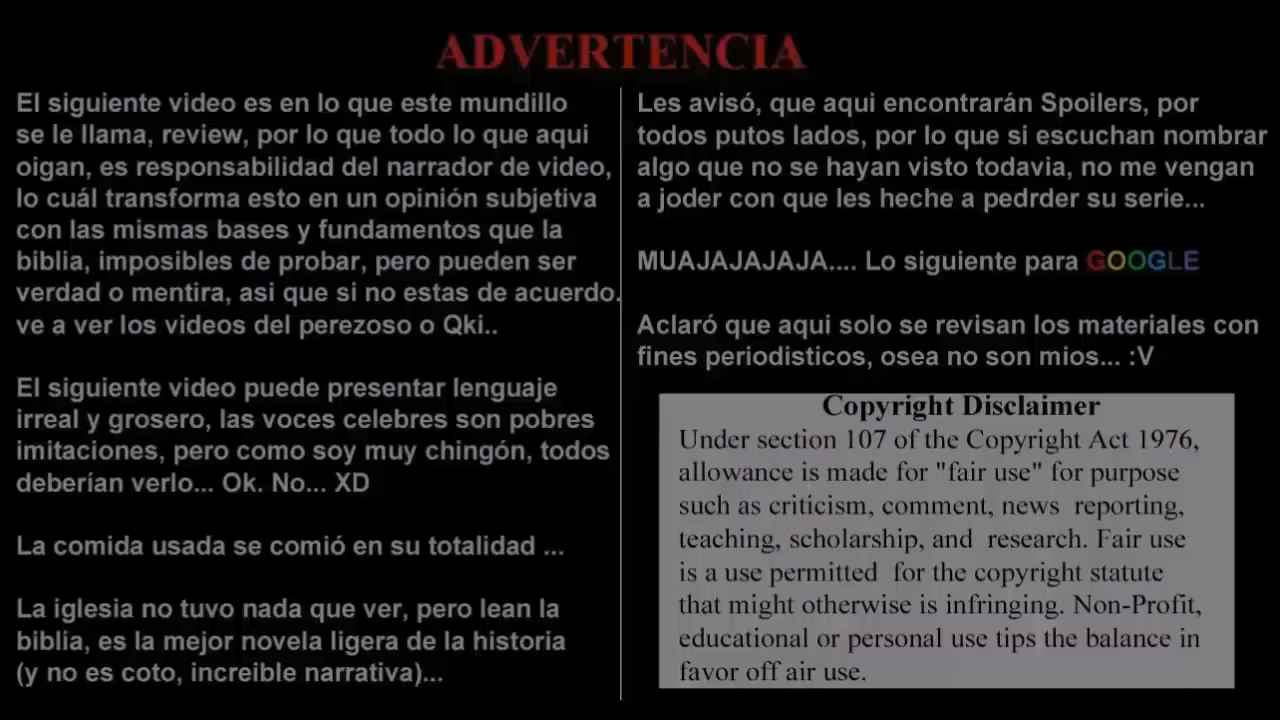 ADVERTENCIA
El siguiente video es en lo que este mundillo
se le llama, review, por lo que todo lo que aqui
oigan, es responsabilidad del narrador de video,
lo cuál transforma esto en un opinión subjetiva
con las mismas bases y fundamentos que la
biblia, imposibles de probar, pero pueden ser
verdad o mentira, asi que si no estas de acuerdo.
ve a ver los videos del perezoso o Qki..
El siguiente video puede presentar lenguaje
irreal y grosero, las voces celebres son pobres
imitaciones, pero como soy muy chingón, todos
deberían verlo... Ok. No... XD
La comida usada se comió en su totalidad ...
La iglesia no tuvo nada que ver, pero lean la
biblia, es la mejor novela ligera de la historia
(y no es coto, increible narrativa)...
Les avisó, que aqui encontrarán Spoilers, por
todos putos lados, por lo que si escuchan nombrar
algo que no se hayan visto todavia, no me vengan
a joder con que les heche a pedrder su serie...
MUAJAJAJAJA.... Lo siguiente para GOOGLE
Aclaró que aqui solo se revisan los materiales con
fines periodisticos, osea no son mios... :V
Copyright Disclaimer
Under section 107 of the Copyright Act 1976,
allowance is made for "fair use" for purpose
such as criticism, comment, news reporting,
teaching, scholarship, and research. Fair use
is a use permitted for the copyright statute
that might otherwise is infringing. Non-Profit,
educational or personal use tips the balance in
favor off air use.